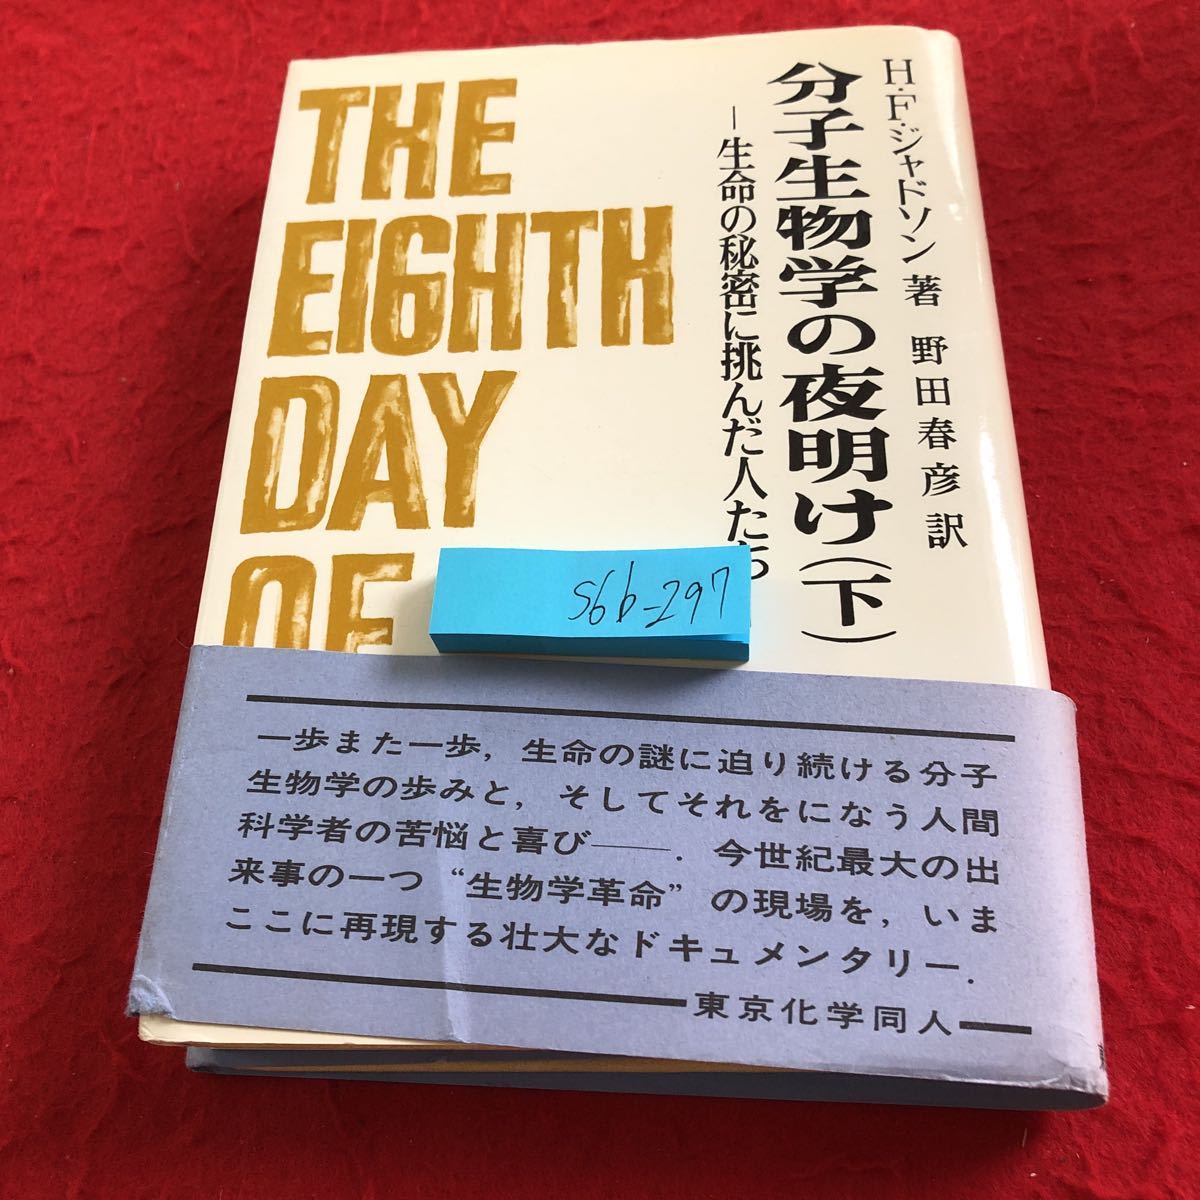 H・F・ジャドソン 著 野田春彦 訳
分子生物学の夜明け(下)
―生命の秘密に挑んだ人たち
THE
EIGHTH
DAY
OF
S6b-297
一歩また一歩，生命の謎に迫り続ける分子
生物学の歩みと，そしてそれをになう人間
科学者の苦悩と喜び――．今世紀最大の出
来事の一つ“生物学革命”の現場を，いま
ここに再現する壮大なドキュメンタリー．
東京化学同人